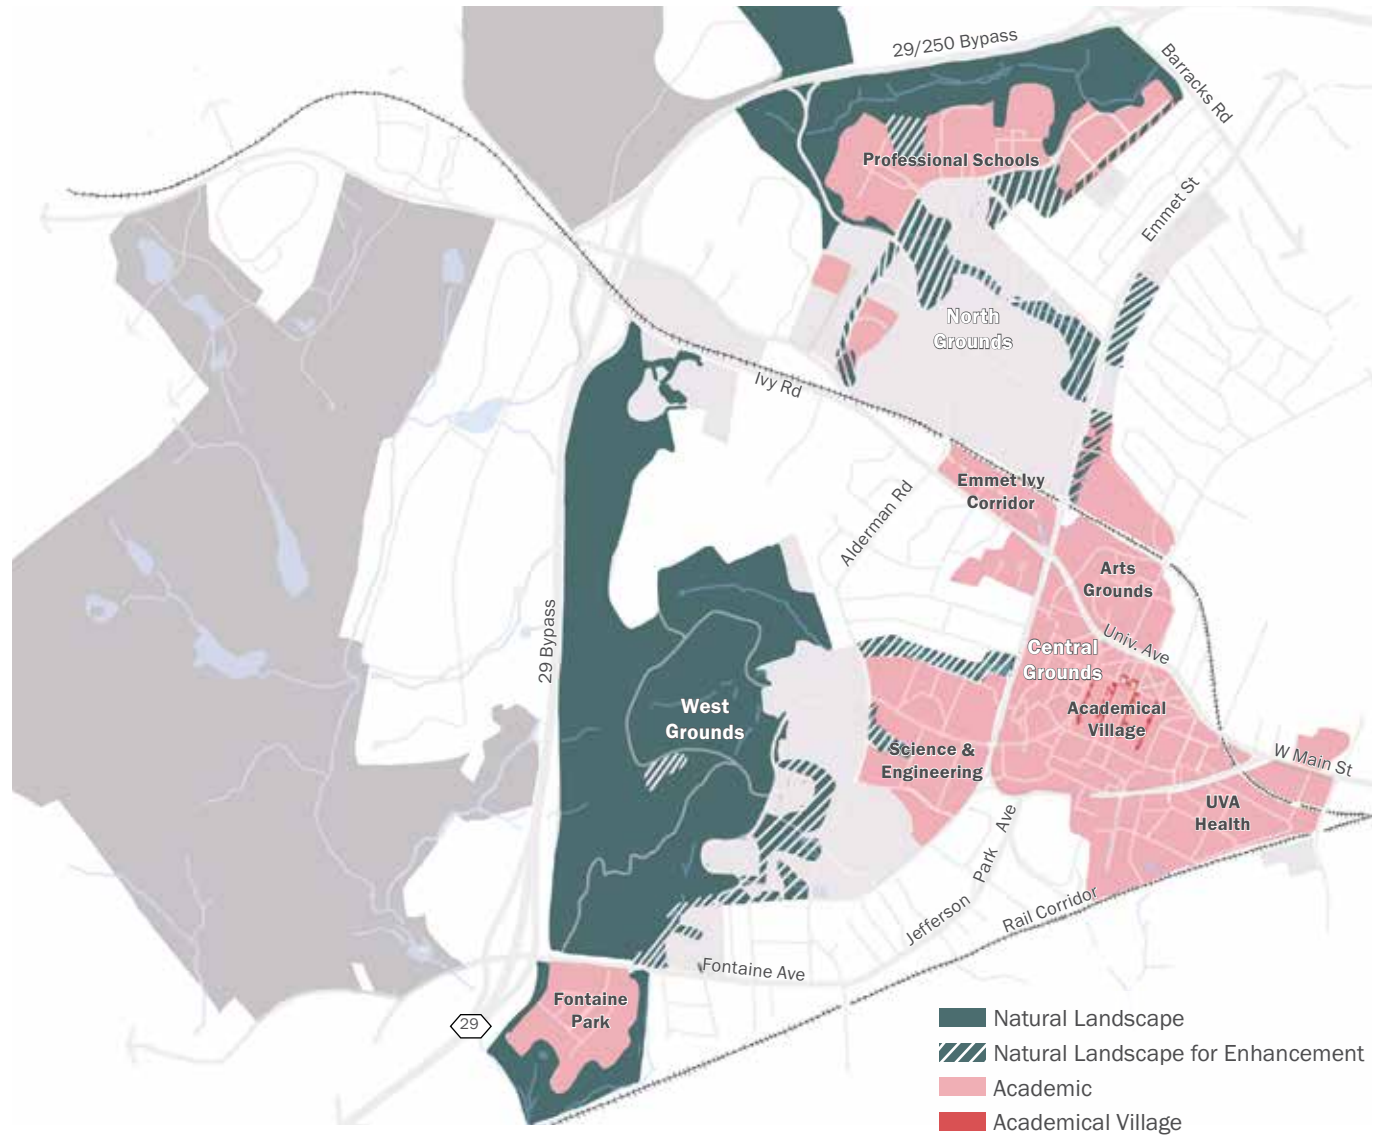 29/250 Bypass
Barracks Rd
Professional Schools
Emmet St
North
Grounds
Ivy Rd
Emmet Ivy
Corridor
Alderman Rd
Arts
Grounds
29 Bypass
Univ. Ave
Central
Grounds
West
Grounds
Academical
Village
Science &
Engineering
W Main St
UVA
Health
Jefferson Park Ave
Rail Corridor
Fontaine Ave
Fontaine
Park
29
Natural Landscape
Natural Landscape for Enhancement
Academic
Academical Village